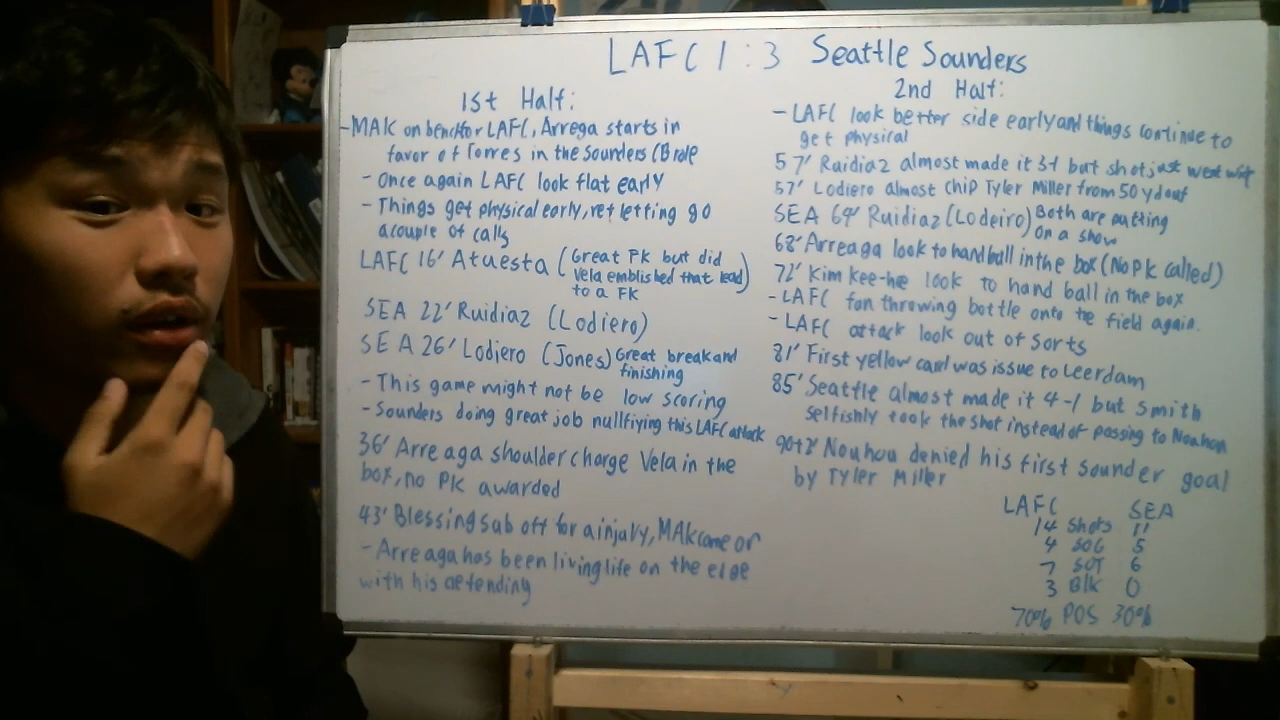 LAFC 1 : 3 Seattle Sounders
1st Half:
-MAK on bench for LAFC, Arrega starts in
favor of Torres in the Sounders CB role
- Once again LAFC look flat early
- Things get physical early, ref letting go
a couple of calls
LAFC 16' Atuesta (Great FK but did
Vela emblished that lead)
to a FK
SEA 22' Ruidiaz (Lodiero)
SEA 26' Lodiero (Jones) Great break and
finishing
- This game might not be low scoring
- Sounders doing great job nullfiying this LAFC attack
36' Arreaga shoulder charge Vela in the
box, no PK awarded
43' Blessing sub off for a injury, MAK come on
- Arreaga has been living life on the edge
with his defending
2nd Half:
- LAFC look better side early and things continue to
get physical
57' Raidiaz almost made it 3-1 but shot just went wide
57' Lodiero almost chip Tyler Miller from 50 yd out
SEA 64' Ruidiaz (Lodeiro) Both are putting
on a show
68' Arreaga look to hand ball in the box (No PK called)
72' Kim Kee-he look to hand ball in the box
- LAFC fan throwing bottle onto the field again.
- LAFC attack look out of sorts
81' First yellow card was issue to Leerdam
85' Seattle almost made it 4-1 but Smith
selfishly took the shot instead of passing to Nouhou
90+2' Nouhou denied his first sounder goal
by Tyler Miller
LAFC SEA
14 Shots 11
4 SOG 5
7 SOT 6
3 Blk 0
70% POS 30%